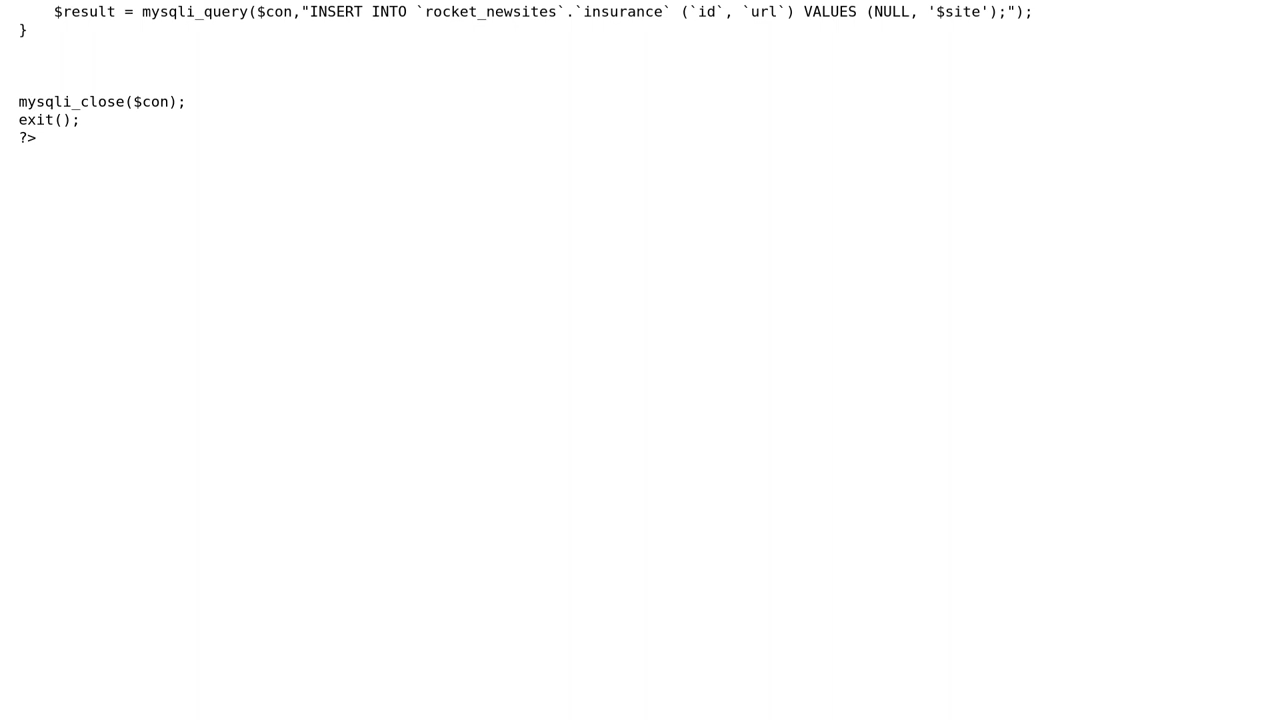 $result = mysqli_query($con,"INSERT INTO `rocket_newsites`.`insurance` (`id`, `url`) VALUES (NULL, '$site');");
}
mysqli_close($con);
exit();
?>